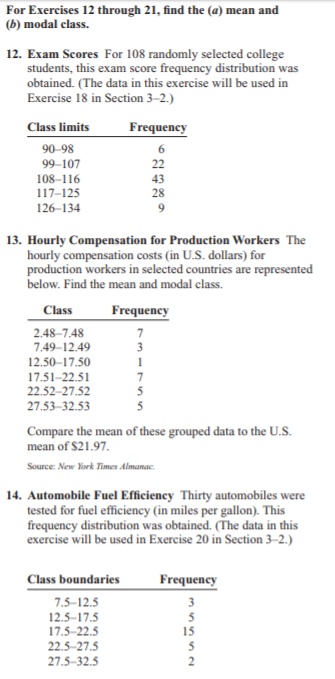 For Exercises 12 through 21, find the (a) mean and
(b) modal class.
12. Exam Scores For 108 randomly selected college
students, this exam score frequency distribution was
obtained. (The data in this exercise will be used in
Exercise 18 in Section 3–2.)
Class limits Frequency
90–98 6
99–107 22
108–116 43
117–125 28
126–134 9
13. Hourly Compensation for Production Workers The
hourly compensation costs (in U.S. dollars) for
production workers in selected countries are represented
below. Find the mean and modal class.
Class Frequency
2.48–7.48 7
7.49–12.49 3
12.50–17.50 1
17.51–22.51 7
22.52–27.52 5
27.53–32.53 5
Compare the mean of these grouped data to the U.S.
mean of $21.97.
Source: New York Times Almanac.
14. Automobile Fuel Efficiency Thirty automobiles were
tested for fuel efficiency (in miles per gallon). This
frequency distribution was obtained. (The data in this
exercise will be used in Exercise 20 in Section 3–2.)
Class boundaries Frequency
7.5–12.5 3
12.5–17.5 5
17.5–22.5 15
22.5–27.5 5
27.5–32.5 2